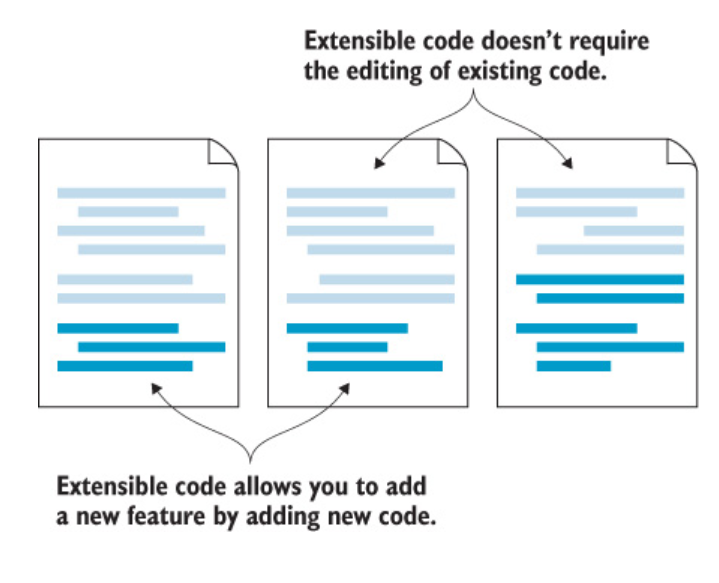 Extensible code doesn’t require
the editing of existing code.
Extensible code allows you to add
a new feature by adding new code.